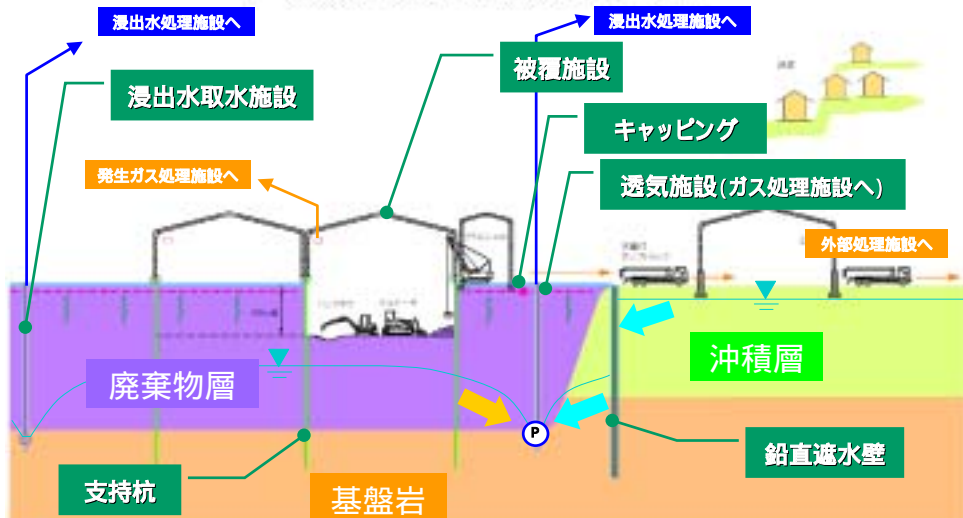 浸出水処理施設へ
浸出水処理施設へ
被覆施設
浸出水取水施設
キャッピング
発生ガス処理施設へ
透気施設(ガス処理施設へ)
外部処理施設へ
廃棄物層
沖積層
P
鉛直遮水壁
支持杭
基盤岩